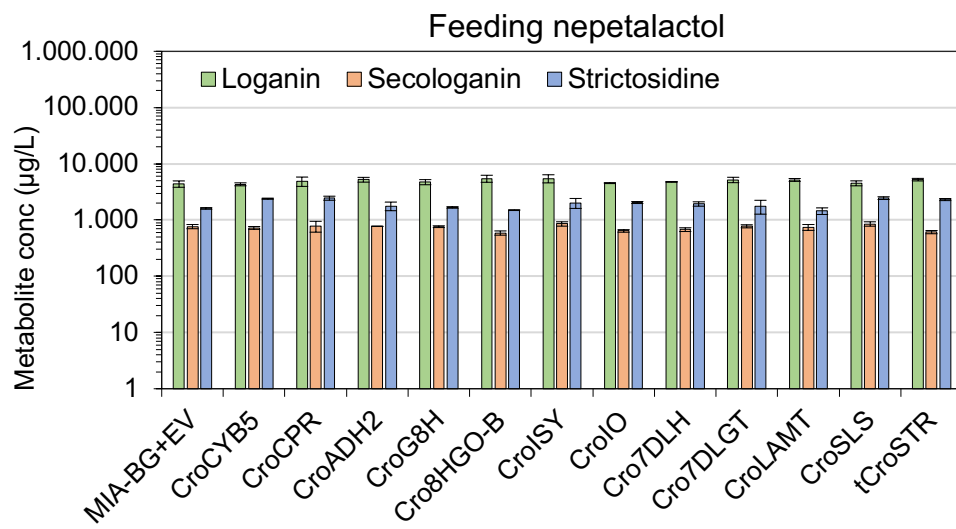 Feeding nepetalactol
1.000.000
100.000
10.000
1.000
100
10
1
Metabolite conc (µg/L)
Loganin Secologanin Strictosidine
MIA-BG+EV
CroCYB5
CroCPR
CroADH2
CroG8H
Cro8HGO-B
CroISY
CroIO
Cro7DLH
Cro7DLGT
CroLAMT
CroSLS
tCroSTR